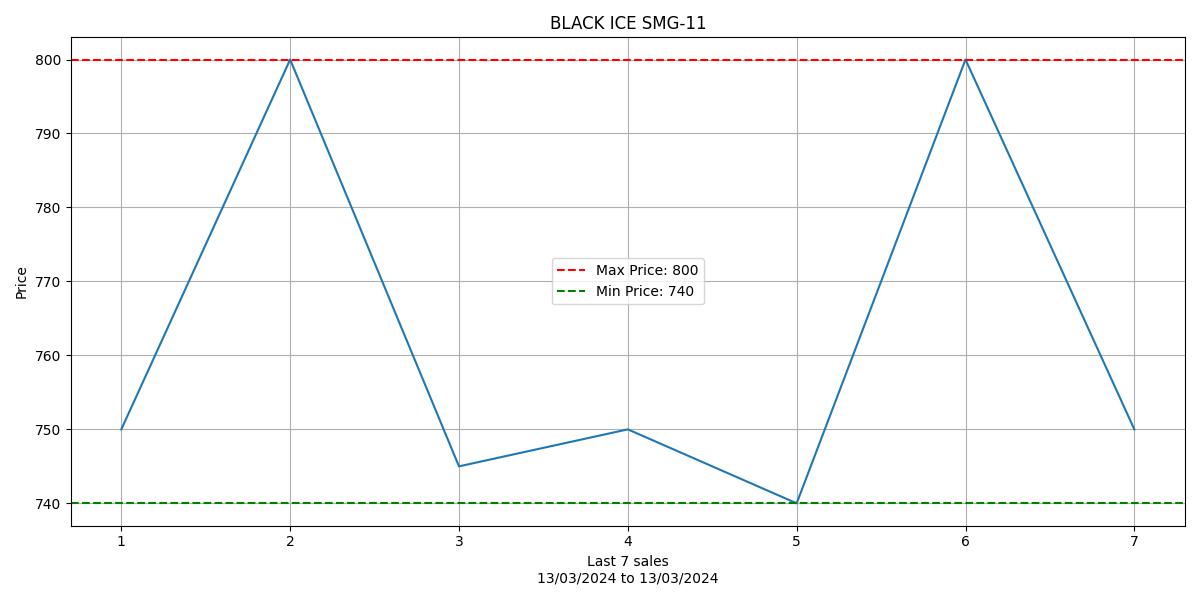 BLACK ICE SMG-11
800
790
780
770
760
750
740
Price
Max Price: 800
Min Price: 740
1 2 3 4 5 6 7
Last 7 sales
13/03/2024 to 13/03/2024